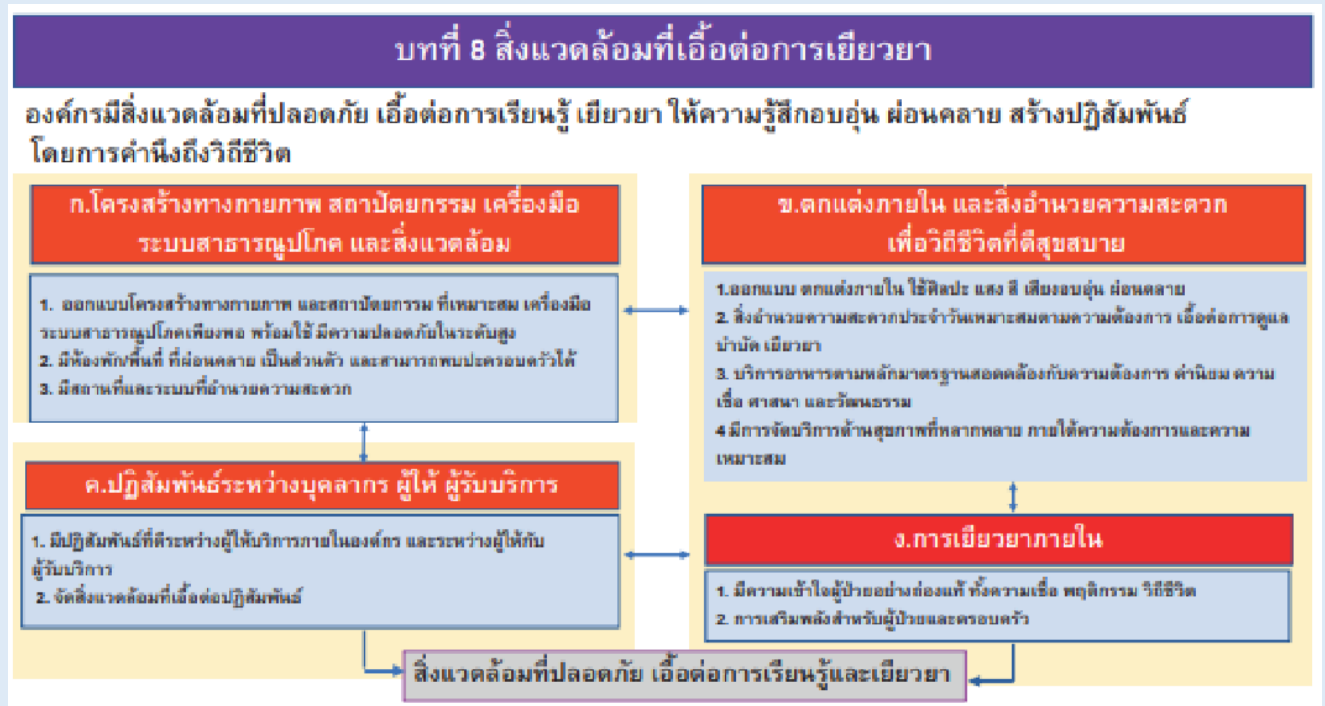 บทที่ 8 สิ่งแวดล้อมที่เอื้อต่อการเยียวยา
องค์กรมีสิ่งแวดล้อมที่ปลอดภัย เอื้อต่อการเรียนรู้ เยียวยา ให้ความรู้สึกอบอุ่น ผ่อนคลาย สร้างปฏิสัมพันธ์
โดยการคำนึงถึงวิถีชีวิต
ก.โครงสร้างทางกายภาพ สถาปัตยกรรม เครื่องมือ
ระบบสาธารณูปโภค และสิ่งแวดล้อม
1. ออกแบบโครงสร้างทางกายภาพ และสถาปัตยกรรม ที่เหมาะสม เครื่องมือ
ระบบสาธารณูปโภคเพียงพอ พร้อมใช้ มีความปลอดภัยในระดับสูง
2. มีห้องพัก/พื้นที่ ที่ผ่อนคลาย เป็นส่วนตัว และสามารถพบปะครอบครัวได้
3. มีสถานที่และระบบที่อำนวยความสะดวก
ข.ตกแต่งภายใน และสิ่งอำนวยความสะดวก
เพื่อวิถีชีวิตที่ดีสุขสบาย
1.ออกแบบ ตกแต่งภายใน ใช้ศิลปะ แสง สี เสียงอบอุ่น ผ่อนคลาย
2. สิ่งอำนวยความสะดวกประจำวันเหมาะสมตามความต้องการ เอื้อต่อการดูแล
บำบัด เยียวยา
3. บริการอาหารตามหลักมาตรฐานสอดคล้องกับความต้องการ ค่านิยม ความ
เชื่อ ศาสนา และวัฒนธรรม
4 มีการจัดบริการด้านสุขภาพที่หลากหลาย ภายใต้ความต้องการและความ
เหมาะสม
ค.ปฏิสัมพันธ์ระหว่างบุคลากร ผู้ให้ ผู้รับบริการ
1. มีปฏิสัมพันธ์ที่ดีระหว่างผู้ให้บริการภายในองค์กร และระหว่างผู้ให้กับ
ผู้รับบริการ
2. จัดสิ่งแวดล้อมที่เอื้อต่อปฏิสัมพันธ์
ง.การเยียวยาภายใน
1. มีความเข้าใจผู้ป่วยอย่างถ่องแท้ ทั้งความเชื่อ พฤติกรรม วิถีชีวิต
2. การเสริมพลังสำหรับผู้ป่วยและครอบครัว
สิ่งแวดล้อมที่ปลอดภัย เอื้อต่อการเรียนรู้และเยียวยา